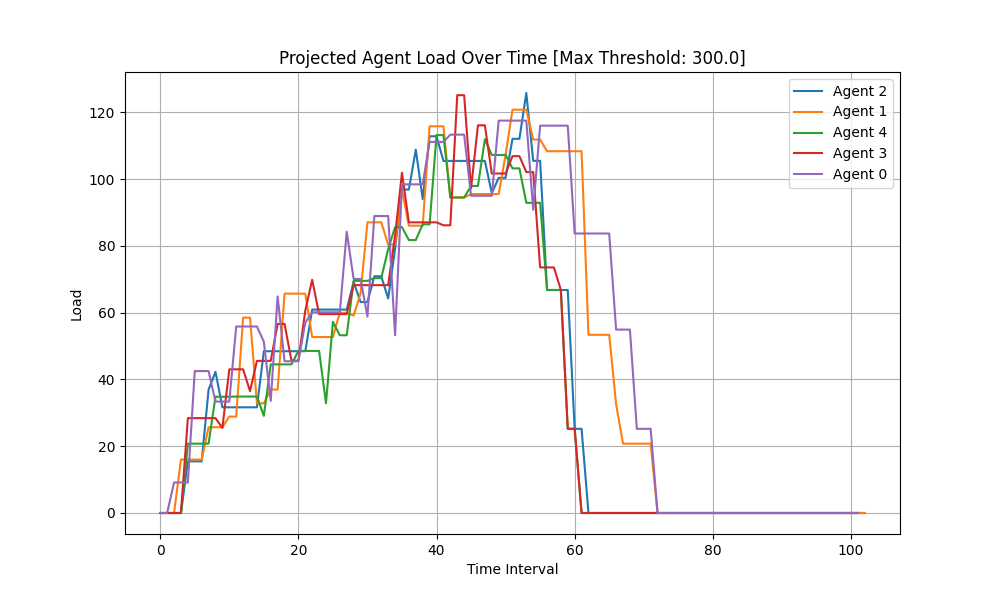 Projected Agent Load Over Time [Max Threshold: 300.0]
Agent 2
Agent 1
Agent 4
Agent 3
Agent 0
Load
120
100
80
60
40
20
0
0 20 40 60 80 100
Time Interval